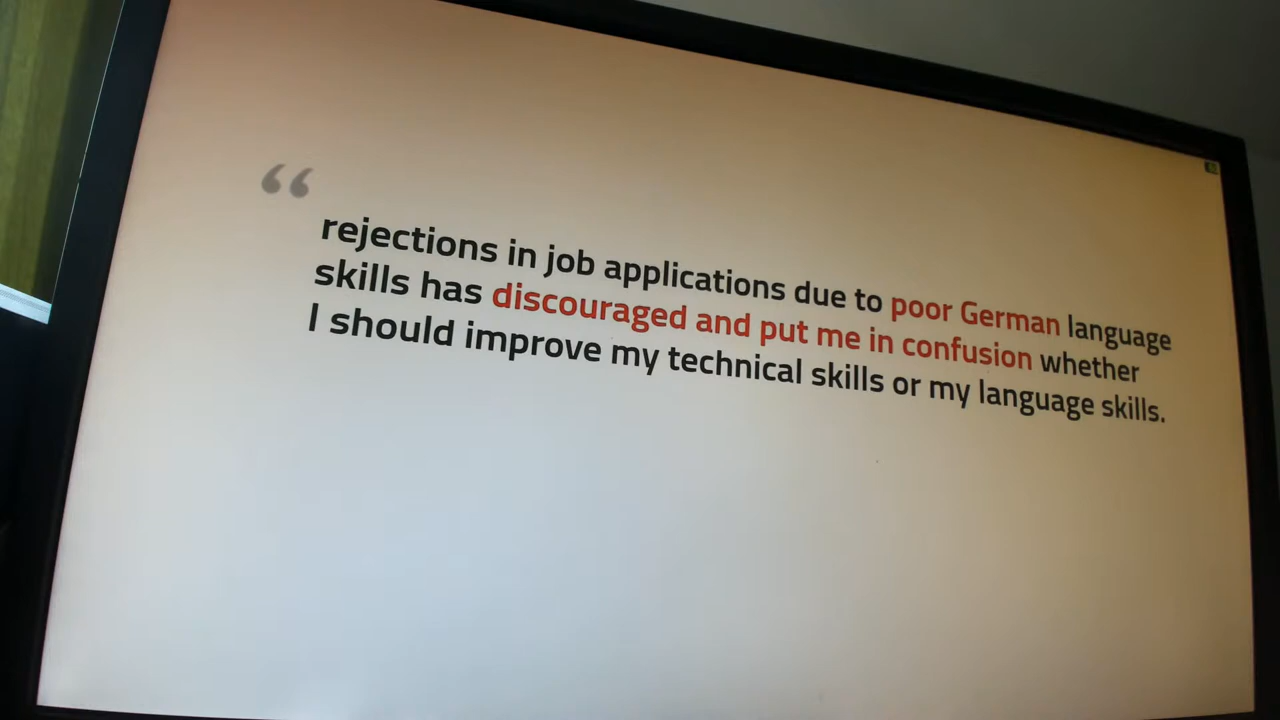 “
rejections in job applications due to poor German language
skills has discouraged and put me in confusion whether
I should improve my technical skills or my language skills.